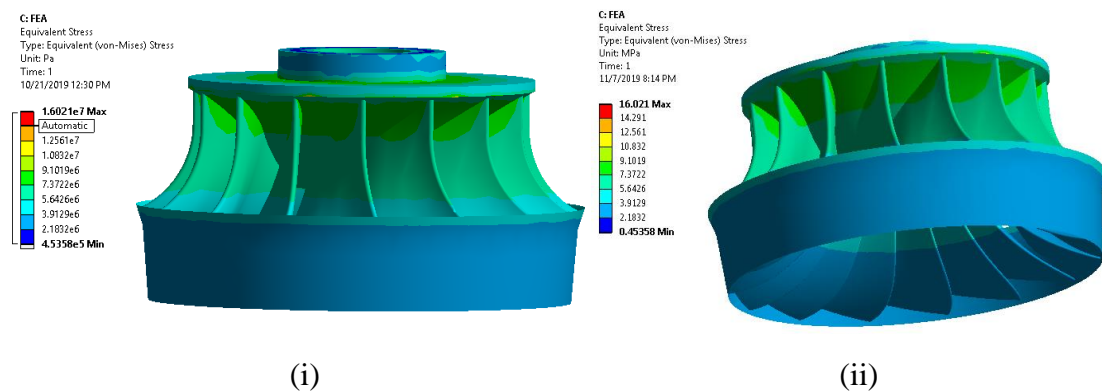 C: FEA
Equivalent Stress
Type: Equivalent (von-Mises) Stress
Unit: Pa
Time: 1
10/21/2019 12:30 PM
1.6021e7 Max
Automatic
1.2561e7
1.0832e7
9.1019e6
7.3722e6
5.6426e6
3.9129e6
2.1832e6
4.5358e5 Min
(i)
C: FEA
Equivalent Stress
Type: Equivalent (von-Mises) Stress
Unit: MPa
Time: 1
11/7/2019 8:14 PM
16.021 Max
14.291
12.561
10.832
9.1019
7.3722
5.6426
3.9129
2.1832
0.45358 Min
(ii)